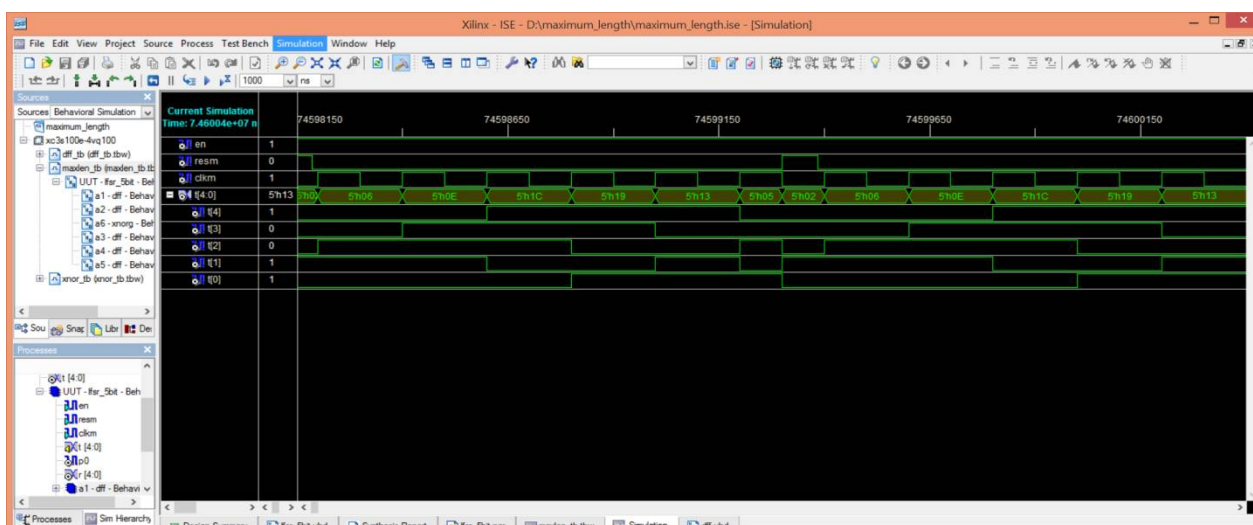 Xilinx - ISE - D:\maximum_length\maximum_length.ise - [Simulation]
File Edit View Project Source Process Test Bench Simulation Window Help
1000 ns
Sources
Sources Behavioral Simulation
maximum_length
xc3s100e-4vq100
dff_tb (dff_tb.tbw)
maxlen_tb (maxlen_tb.tb
UUT - lfsr_5bit - Bel
a1 - dff - Behav
a2 - dff - Behav
a6 - xnorg - Beh
a3 - dff - Behav
a4 - dff - Behav
a5 - dff - Behav
xnor_tb (xnor_tb.tbw)
Sou Snap Libr De
Processes
t [4:0]
UUT - lfsr_5bit - Beh
en
resm
clkm
t [4:0]
p0
r [4:0]
a1 - dff - Behavi
Processes Sim Hierarchy
Current Simulation
Time: 7.46004e+07 n
74598150 74598650 74599150 74599650 74600150
en 1
resm 0
clkm 1
t[4:0] 5'h13 5'h06 5'h0E 5'h1C 5'h19 5'h13 5'h05 5'h02 5'h06 5'h0E 5'h1C 5'h19 5'h13
t[4] 1
t[3] 0
t[2] 0
t[1] 1
t[0] 1
Design Summary Synthesis Report Simulation